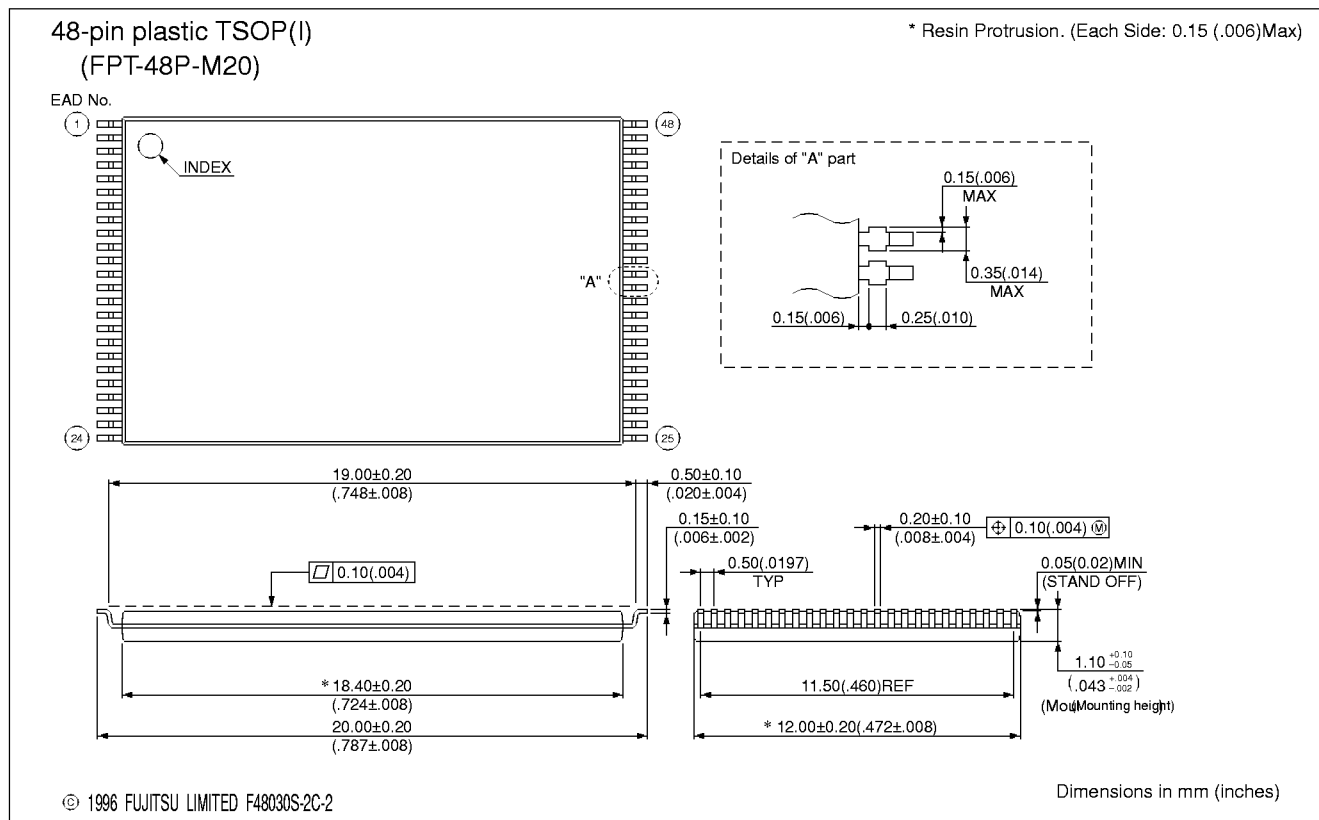 48-pin plastic TSOP(I)
(FPT-48P-M20)
* Resin Protrusion. (Each Side: 0.15 (.006)Max)
EAD No.
1
48
INDEX
"A"
24
25
Details of "A" part
0.15(.006)
MAX
0.35(.014)
MAX
0.15(.006)
0.25(.010)
19.00±0.20
(.748±.008)
0.50±0.10
(.020±.004)
0.15±0.10
(.006±.002)
0.10(.004)
* 18.40±0.20
(.724±.008)
20.00±0.20
(.787±.008)
0.20±0.10
(.008±.004)
0.10(.004) Ⓜ
0.50(.0197)
TYP
0.05(0.02)MIN
(STAND OFF)
11.50(.460)REF
* 12.00±0.20(.472±.008)
1.10 +0.10 -0.05
(.043 +.004 -.002)
(Mounting height)
© 1996 FUJITSU LIMITED F48030S-2C-2
Dimensions in mm (inches)